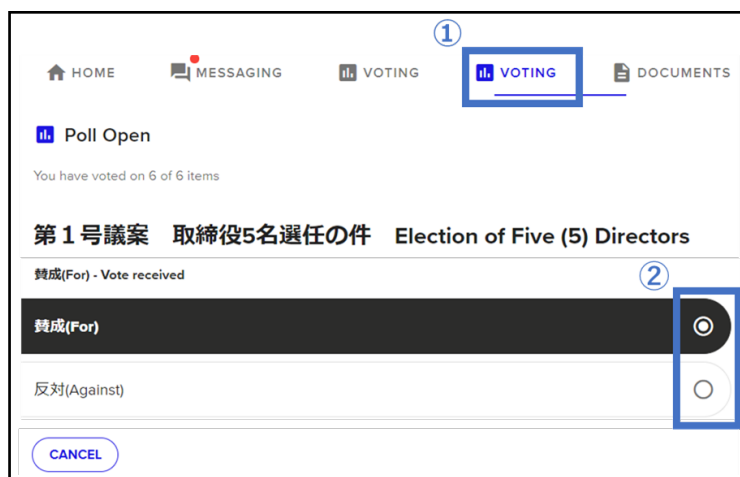 ①
HOME MESSAGING VOTING VOTING DOCUMENTS
Poll Open
You have voted on 6 of 6 items
第１号議案　取締役5名選任の件　Election of Five (5) Directors
賛成(For) - Vote received
②
賛成(For)
反対(Against)
CANCEL